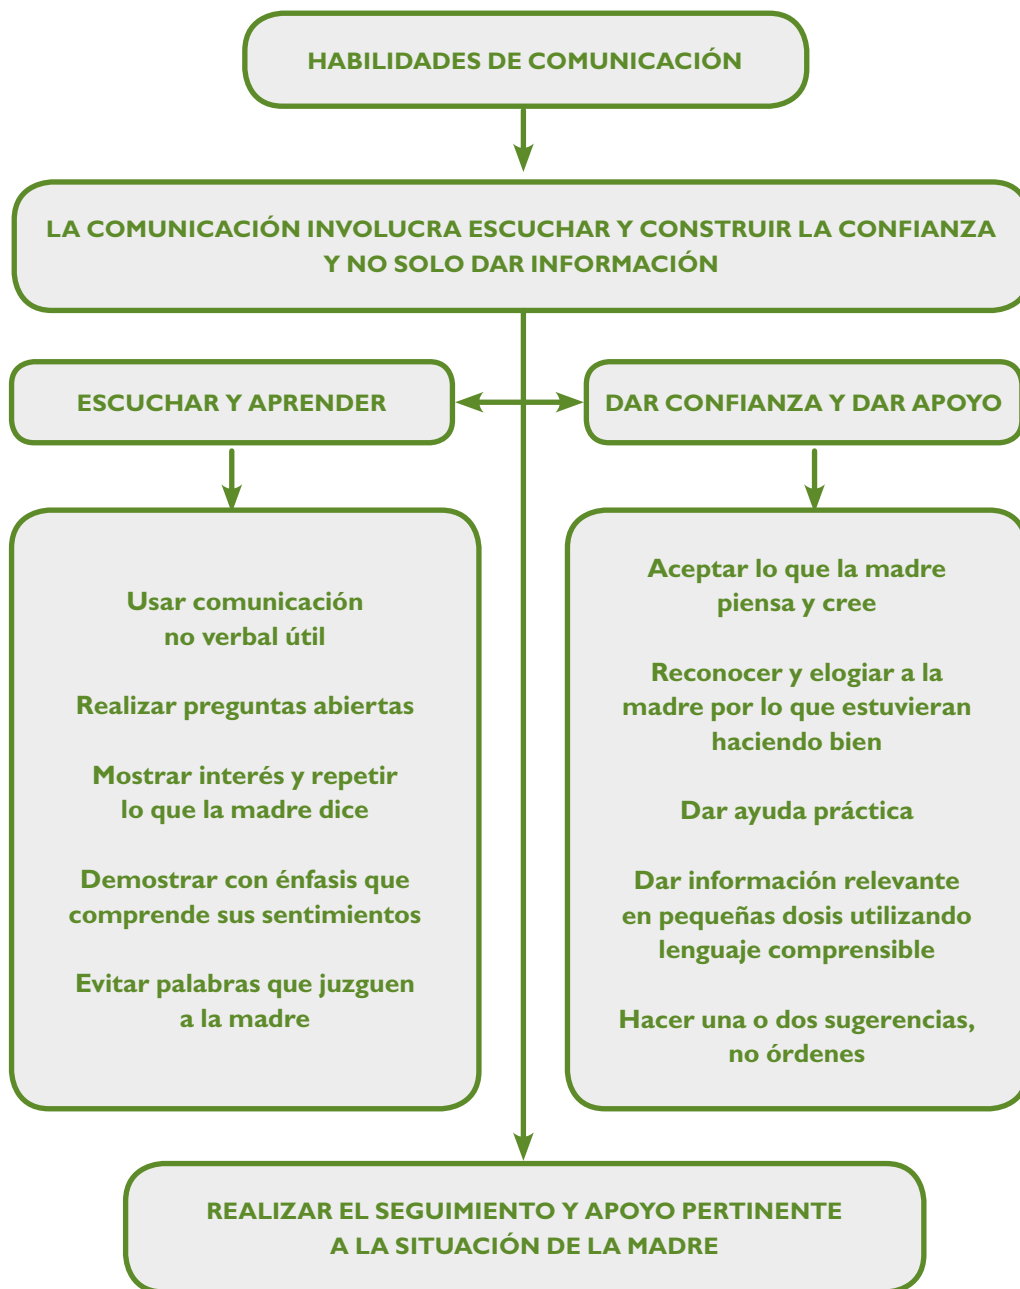 HABILIDADES DE COMUNICACIÓN
LA COMUNICACIÓN INVOLUCRA ESCUCHAR Y CONSTRUIR LA CONFIANZA
Y NO SOLO DAR INFORMACIÓN
ESCUCHAR Y APRENDER
Usar comunicación
no verbal útil
Realizar preguntas abiertas
Mostrar interés y repetir
lo que la madre dice
Demostrar con énfasis que
comprende sus sentimientos
Evitar palabras que juzguen
a la madre
DAR CONFIANZA Y DAR APOYO
Aceptar lo que la madre
piensa y cree
Reconocer y elogiar a la
madre por lo que estuvieran
haciendo bien
Dar ayuda práctica
Dar información relevante
en pequeñas dosis utilizando
lenguaje comprensible
Hacer una o dos sugerencias,
no órdenes
REALIZAR EL SEGUIMIENTO Y APOYO PERTINENTE
A LA SITUACIÓN DE LA MADRE